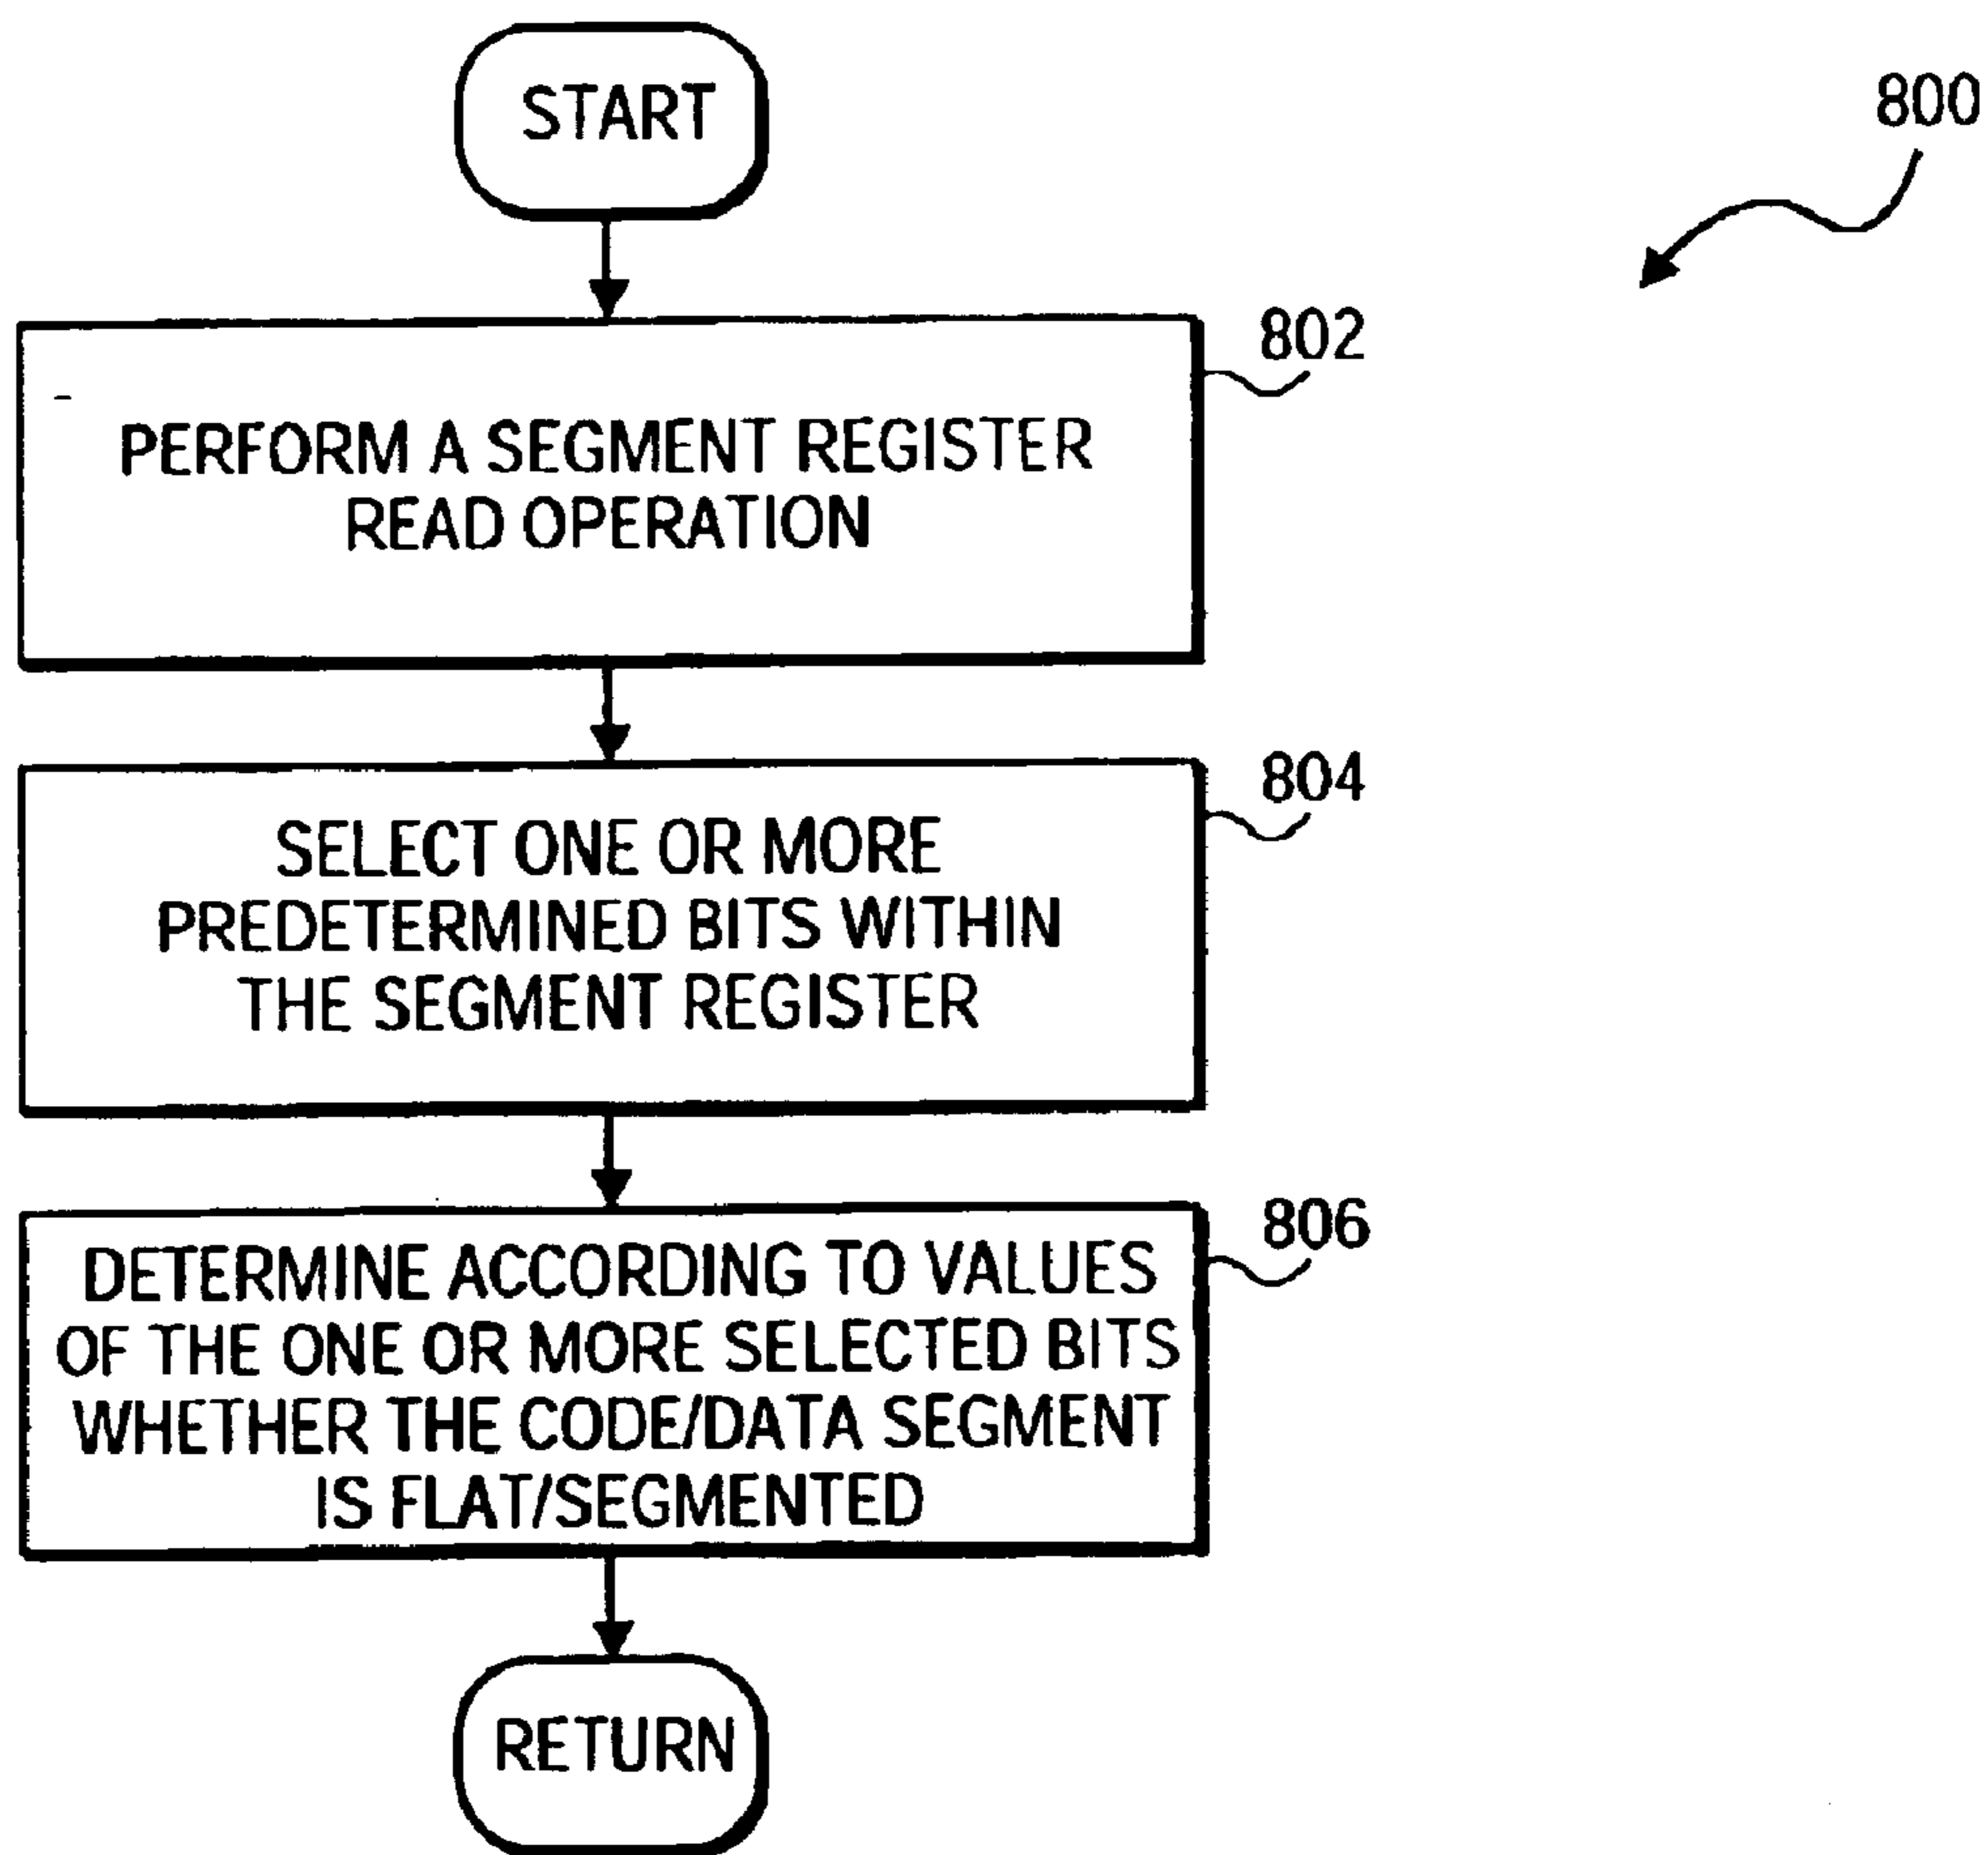 START
800
802
PERFORM A SEGMENT REGISTER
READ OPERATION
804
SELECT ONE OR MORE
PREDETERMINED BITS WITHIN
THE SEGMENT REGISTER
806
DETERMINE ACCORDING TO VALUES
OF THE ONE OR MORE SELECTED BITS
WHETHER THE CODE/DATA SEGMENT
IS FLAT/SEGMENTED
RETURN